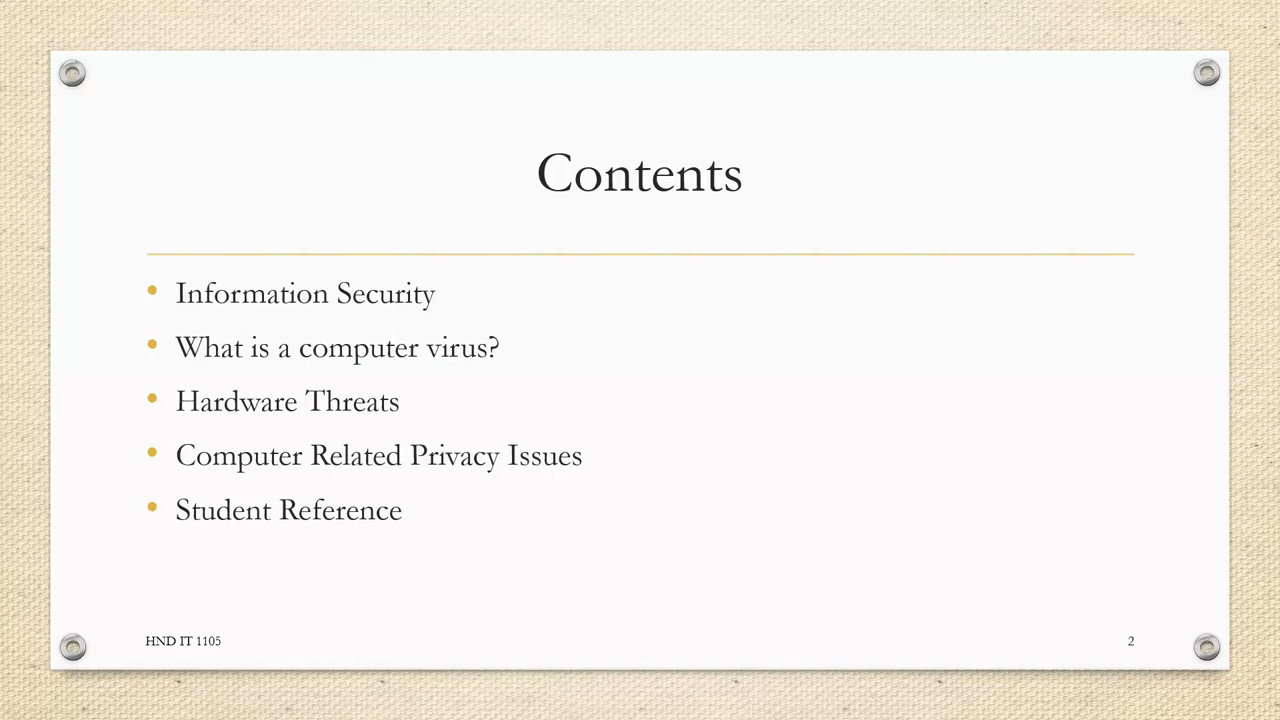 Contents
• Information Security
• What is a computer virus?
• Hardware Threats
• Computer Related Privacy Issues
• Student Reference
HND IT 1105
2